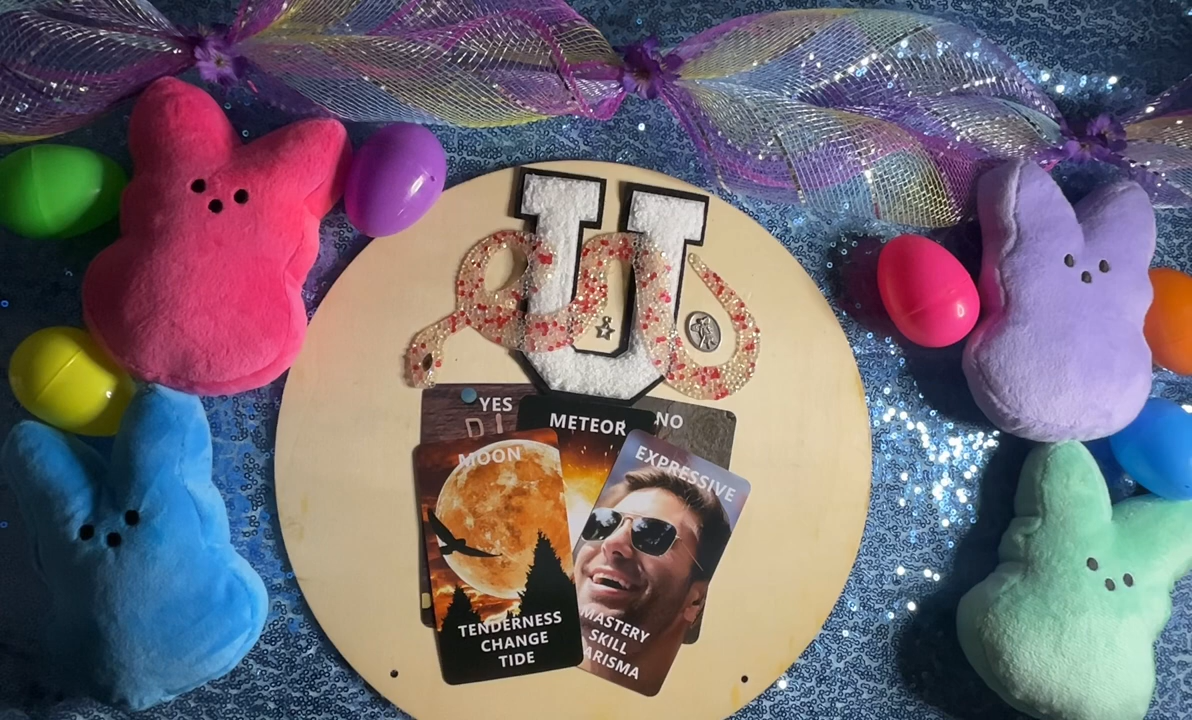 U
YES
METEOR
NO
MOON
TENDERNESS
CHANGE
TIDE
EXPRESSIVE
MASTERY
SKILL